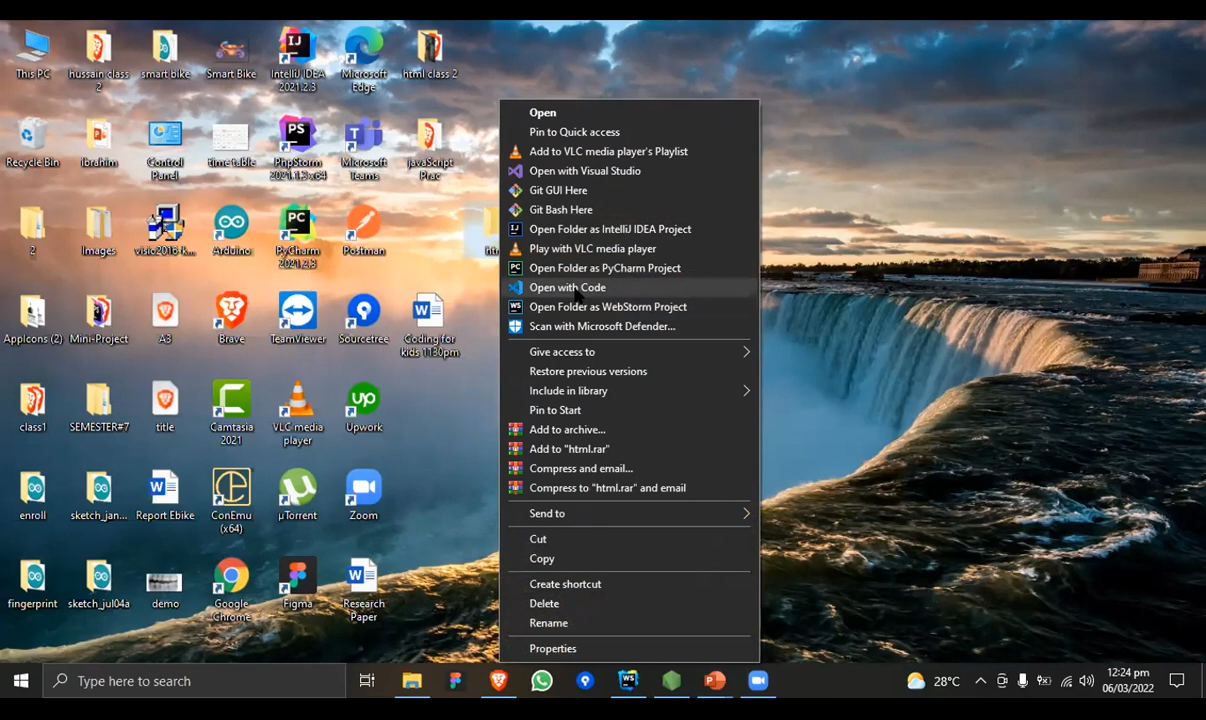 This PC
hussain class
2
smart bike
Smart Bike
IntelliJ IDEA
2021.2.3
Microsoft
Edge
html class 2
Recycle Bin
ibrahim
Control
Panel
time table
PhpStorm
2021.1.3 x64
Microsoft
Teams
javaScript
Prac
2
Images
visio2016-k...
Arduino
PyCharm
2021.2.3
Postman
AppIcons (2)
Mini-Project
A3
Brave
TeamViewer
Sourcetree
Coding for
kids 1130pm
class1
SEMESTER#7
title
Camtasia
2021
VLC media
player
Upwork
enroll
sketch_jan...
Report Ebike
ConEmu
(x64)
µTorrent
Zoom
fingerprint
sketch_jul04a
demo
Google
Chrome
Figma
Research
Paper
Open
Pin to Quick access
Add to VLC media player's Playlist
Open with Visual Studio
Git GUI Here
Git Bash Here
Open Folder as IntelliJ IDEA Project
Play with VLC media player
Open Folder as PyCharm Project
Open with Code
Open Folder as WebStorm Project
Scan with Microsoft Defender...
Give access to
Restore previous versions
Include in library
Pin to Start
Add to archive...
Add to "html.rar"
Compress and email...
Compress to "html.rar" and email
Send to
Cut
Copy
Create shortcut
Delete
Rename
Properties
Type here to search
28°C
12:24 pm
06/03/2022